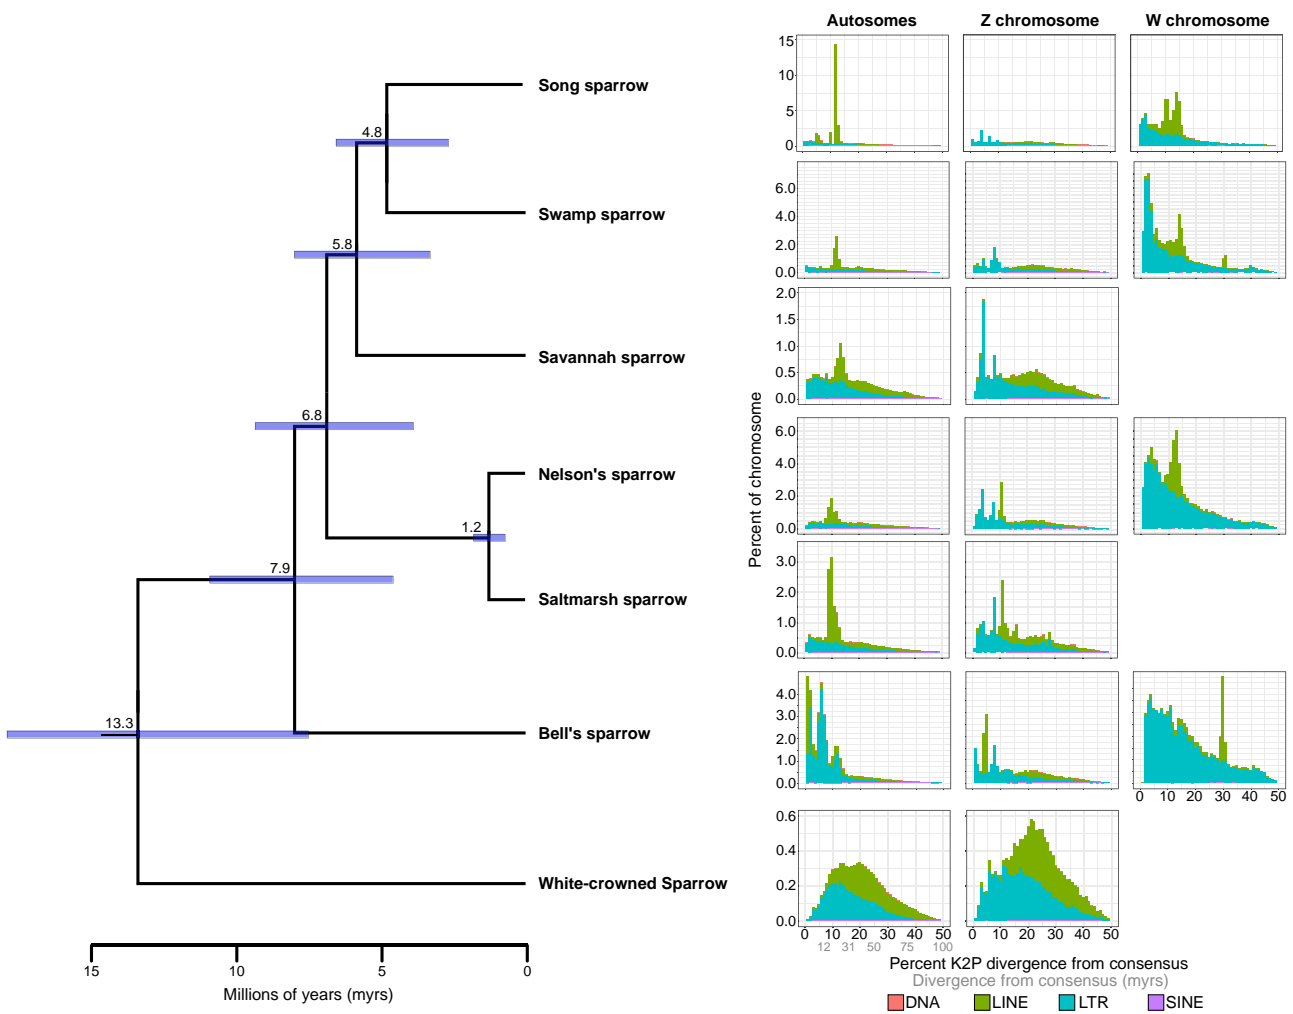 Autosomes Z chromosome W chromosome
Song sparrow
Swamp sparrow
Savannah sparrow
Nelson's sparrow
Saltmarsh sparrow
Bell's sparrow
White-crowned Sparrow
4.8
5.8
6.8
1.2
7.9
13.3
15 10 5 0
Millions of years (myrs)
Percent of chromosome
15
10
5
0
6.0
4.0
2.0
0.0
2.0
1.5
1.0
0.5
0.0
6.0
4.0
2.0
0.0
3.0
2.0
1.0
0.0
4.0
3.0
2.0
1.0
0.0
0 10 20 30 40 50
0.6
0.4
0.2
0.0
0 10 20 30 40 50 0 10 20 30 40 50
12 31 50 75 100
Percent K2P divergence from consensus
Divergence from consensus (myrs)
DNA LINE LTR SINE